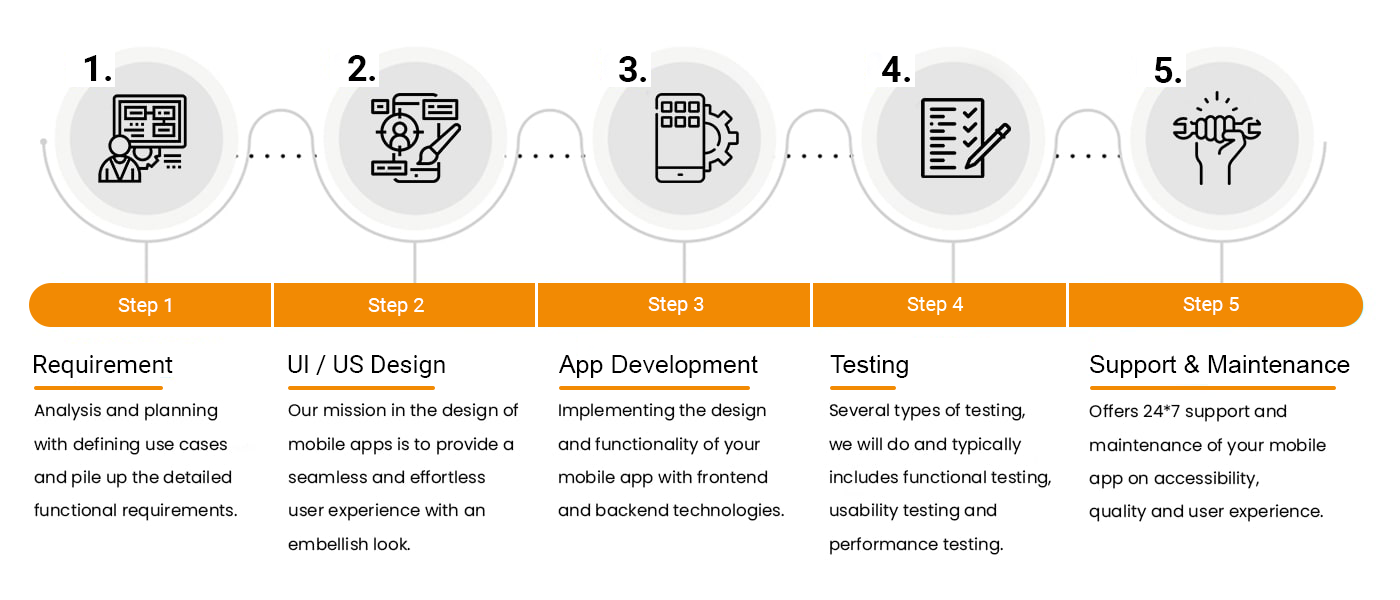 1.
2.
3.
4.
5.
Step 1
Step 2
Step 3
Step 4
Step 5
Requirement
Analysis and planning
with defining use cases
and pile up the detailed
functional requirements.
UI / US Design
Our mission in the design of
mobile apps is to provide a
seamless and effortless
user experience with an
embellish look.
App Development
Implementing the design
and functionality of your
mobile app with frontend
and backend technologies.
Testing
Several types of testing,
we will do and typically
includes functional testing,
usability testing and
performance testing.
Support & Maintenance
Offers 24*7 support and
maintenance of your mobile
app on accessibility,
quality and user experience.